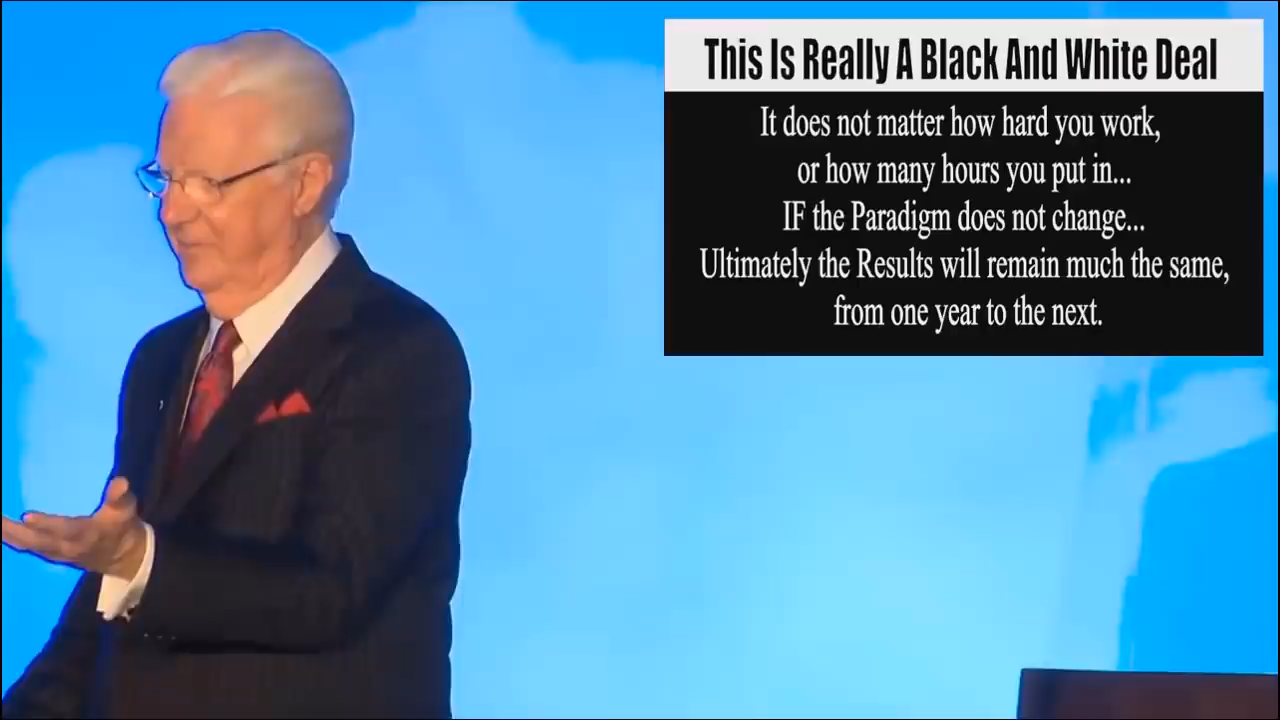 This Is Really A Black And White Deal
It does not matter how hard you work,
or how many hours you put in...
IF the Paradigm does not change...
Ultimately the Results will remain much the same,
from one year to the next.